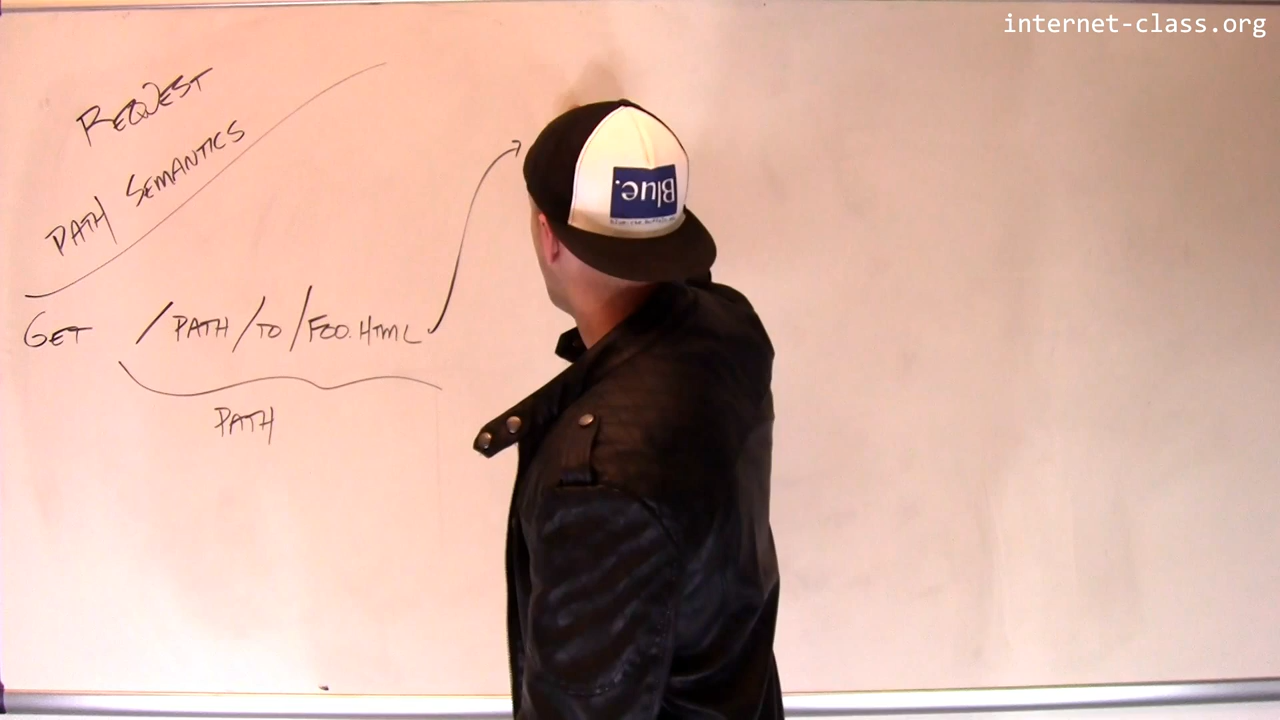 internet-class.org
REQUEST
PATH SEMANTICS
GET /PATH/TO/FOO.HTML
PATH
Blue.